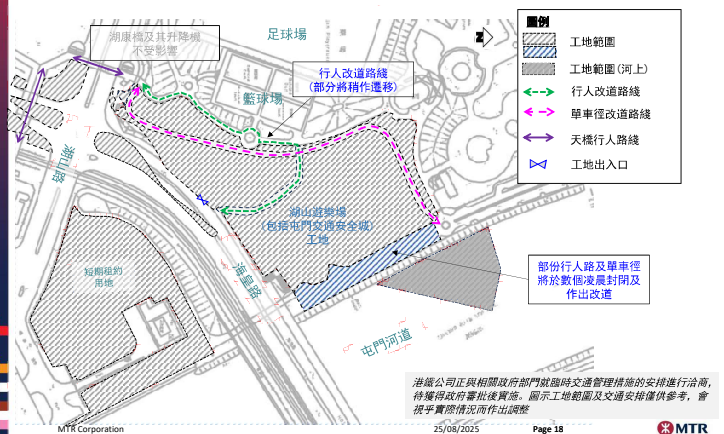 湖康橋及其升降機
不受影響
足球場
N
圖例
工地範圍
工地範圍(河上)
行人改道路綫
單車徑改道路綫
天橋行人路綫
工地出入口
行人改道路綫
(部分將稍作遷移)
籃球場
湖山路
湖山遊樂場
(包括屯門交通安全城)
工地
短期租約
用地
海皇路
部份行人路及單車徑
將於數個凌晨封閉及
作出改道
屯門河道
港鐵公司正與相關政府部門就臨時交通管理措施的安排進行洽商，
待獲得政府審批後實施。圖示工地範圍及交通安排僅供參考，會
視乎實際情況而作出調整
MTR Corporation
25/08/2025
Page 18
MTR